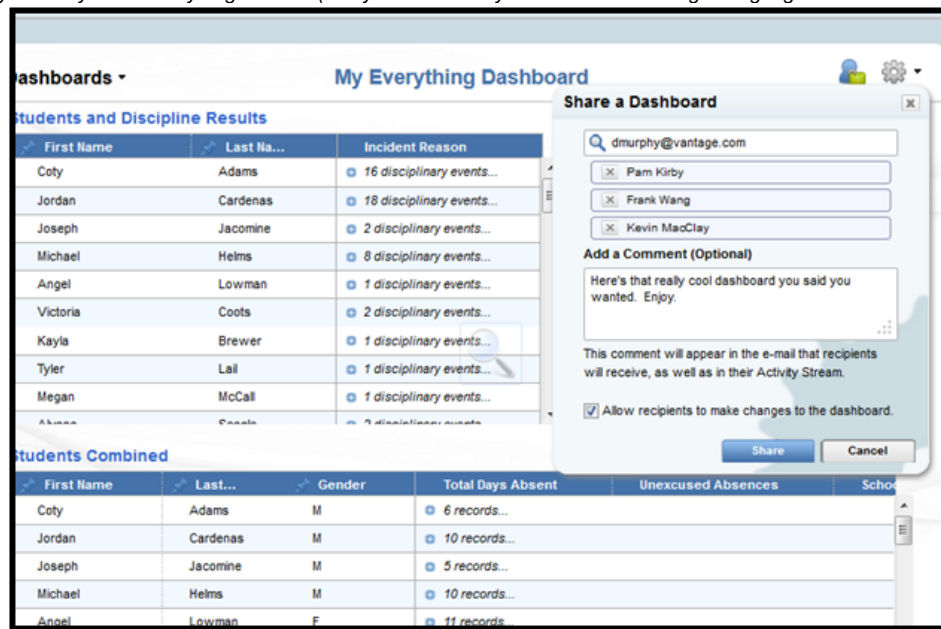 ashboards
My Everything Dashboard
Share a Dashboard
dmurphy@vantage.com
Pam Kirby
Frank Wang
Kevin MacClay
Add a Comment (Optional)
Here's that really cool dashboard you said you
wanted. Enjoy.
This comment will appear in the e-mail that recipients
will receive, as well as in their Activity Stream.
Allow recipients to make changes to the dashboard.
Share Cancel
Students and Discipline Results
First Name Last Na... Incident Reason
Coty Adams 16 disciplinary events...
Jordan Cardenas 18 disciplinary events...
Joseph Jacomine 2 disciplinary events...
Michael Helms 8 disciplinary events...
Angel Lowman 1 disciplinary events...
Victoria Coots 2 disciplinary events...
Kayla Brewer 1 disciplinary events...
Tyler Lail 1 disciplinary events...
Megan McCall 1 disciplinary events...
Students Combined
First Name Last... Gender Total Days Absent Unexcused Absences Schoo
Coty Adams M 6 records...
Jordan Cardenas M 10 records...
Joseph Jacomine M 5 records...
Michael Helms M 10 records...
Angel Lowman F 11 records...